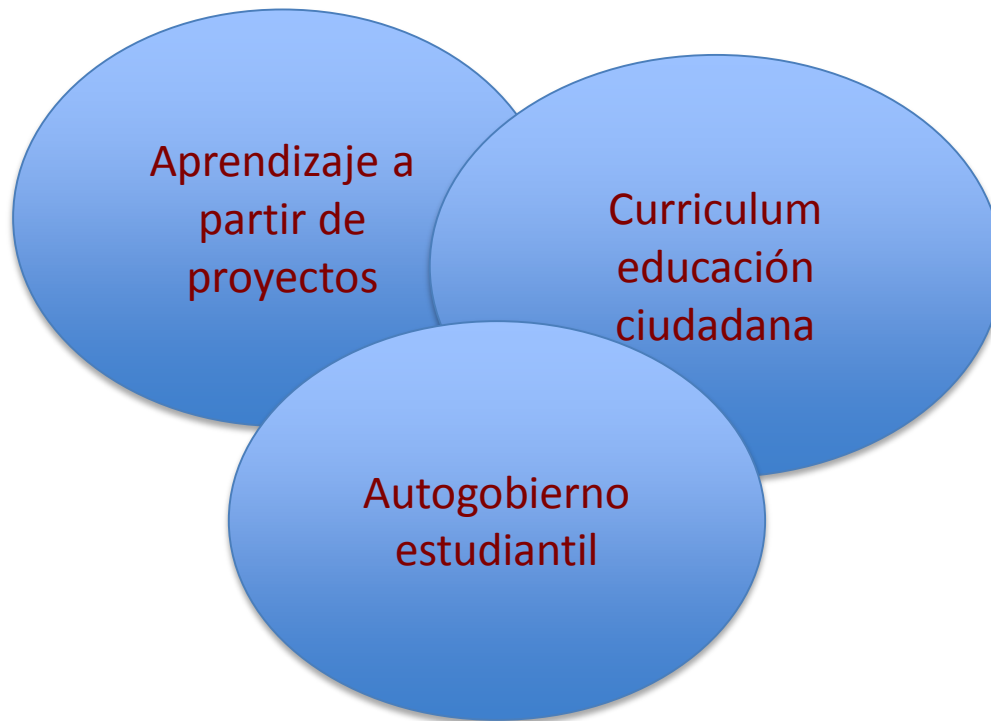 Aprendizaje a
partir de
proyectos
Curriculum
educación
ciudadana
Autogobierno
estudiantil